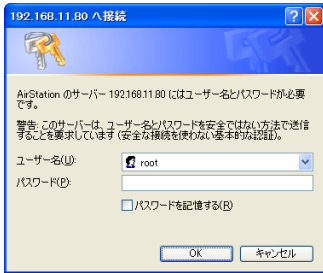 192.168.11.80 へ接続
AirStation のサーバー 192.168.11.80 にはユーザー名とパスワードが必要
です。
警告: このサーバーは、ユーザー名とパスワードを安全ではない方法で送信
することを要求しています (安全な接続を使わない基本的な認証)。
ユーザー名(U):
root
パスワード(P):
パスワードを記憶する(R)
OK
キャンセル